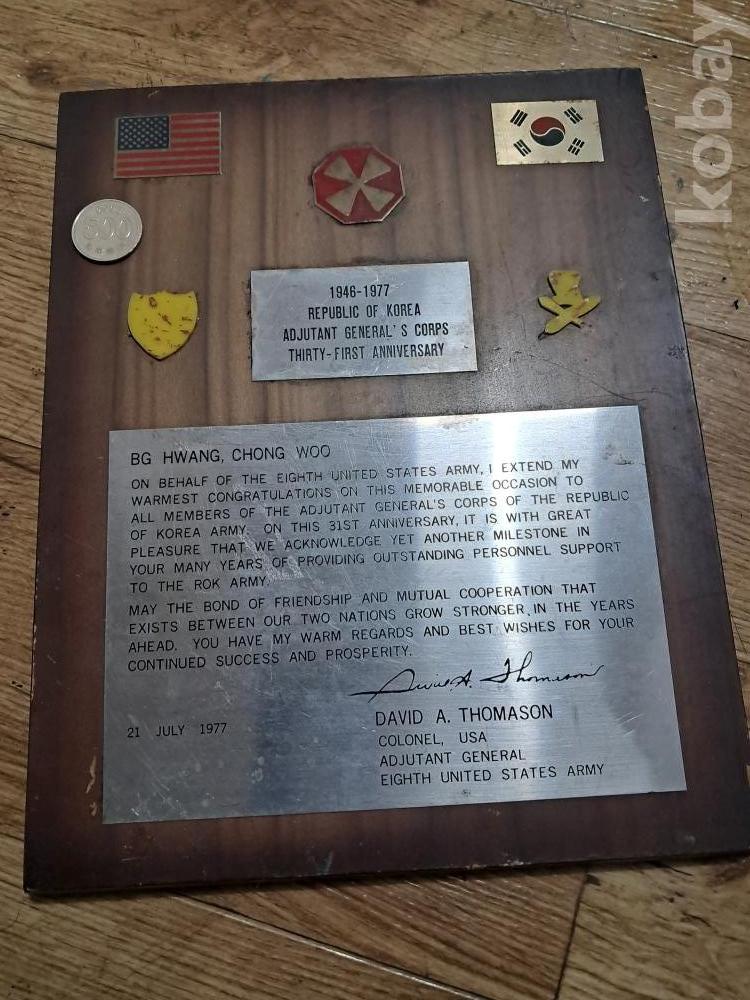 kobay
500
1946-1977
REPUBLIC OF KOREA
ADJUTANT GENERAL'S CORPS
THIRTY-FIRST ANNIVERSARY
BG HWANG, CHONG WOO
ON BEHALF OF THE EIGHTH UNITED STATES ARMY, I EXTEND MY
WARMEST CONGRATULATIONS ON THIS MEMORABLE OCCASION TO
ALL MEMBERS OF THE ADJUTANT GENERAL'S CORPS OF THE REPUBLIC
OF KOREA ARMY. ON THIS 31ST ANNIVERSARY, IT IS WITH GREAT
PLEASURE THAT WE ACKNOWLEDGE YET ANOTHER MILESTONE IN
YOUR MANY YEARS OF PROVIDING OUTSTANDING PERSONNEL SUPPORT
TO THE ROK ARMY.
MAY THE BOND OF FRIENDSHIP AND MUTUAL COOPERATION THAT
EXISTS BETWEEN OUR TWO NATIONS GROW STRONGER IN THE YEARS
AHEAD. YOU HAVE MY WARM REGARDS AND BEST WISHES FOR YOUR
CONTINUED SUCCESS AND PROSPERITY.
David A. Thomason
21 JULY 1977
DAVID A. THOMASON
COLONEL, USA
ADJUTANT GENERAL
EIGHTH UNITED STATES ARMY